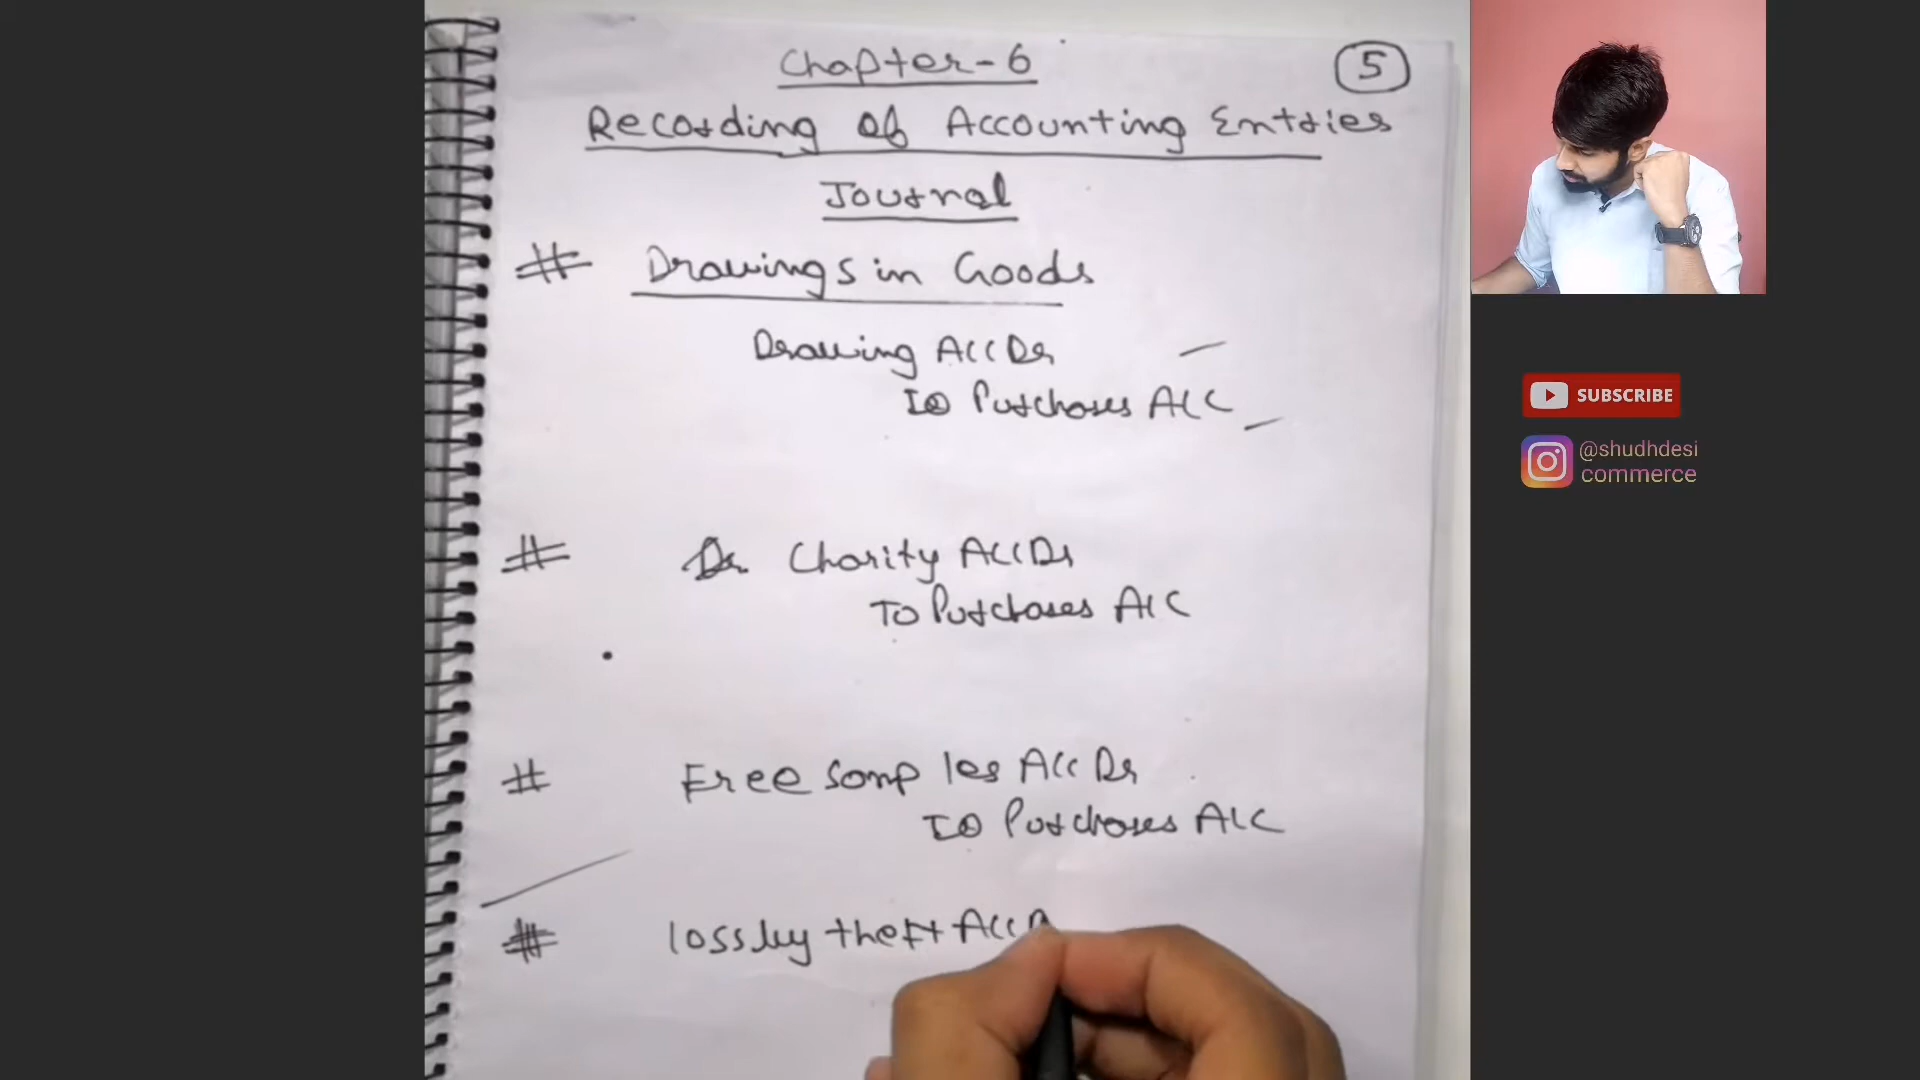 Chapter-6
5
Recording of Accounting Entries
Journal
# Drawings in Goods
Drawing A/c Dr
To Purchases A/c
# Dr Charity A/c Dr
To Purchases A/c
# Free Samples A/c Dr
To Purchases A/c
# loss by theft A/c D
SUBSCRIBE
@shudhdesi
commerce